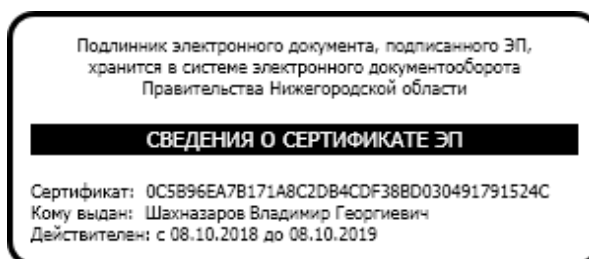 Подлинник электронного документа, подписанного ЭП,
хранится в системе электронного документооборота
Правительства Нижегородской области
СВЕДЕНИЯ О СЕРТИФИКАТЕ ЭП
Сертификат: 0C5B96EA7B171A8C2DB4CDF38BD030491791524C
Кому выдан: Шахназаров Владимир Георгиевич
Действителен: с 08.10.2018 до 08.10.2019